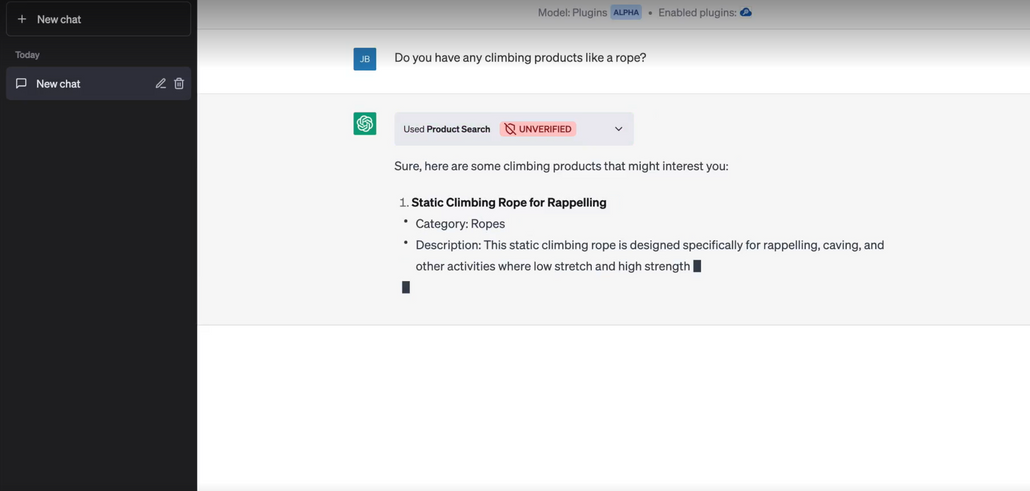 + New chat
Model: Plugins ALPHA • Enabled plugins:
Today
New chat
JB Do you have any climbing products like a rope?
Used Product Search UNVERIFIED
Sure, here are some climbing products that might interest you:
1. Static Climbing Rope for Rappelling
• Category: Ropes
• Description: This static climbing rope is designed specifically for rappelling, caving, and
other activities where low stretch and high strength